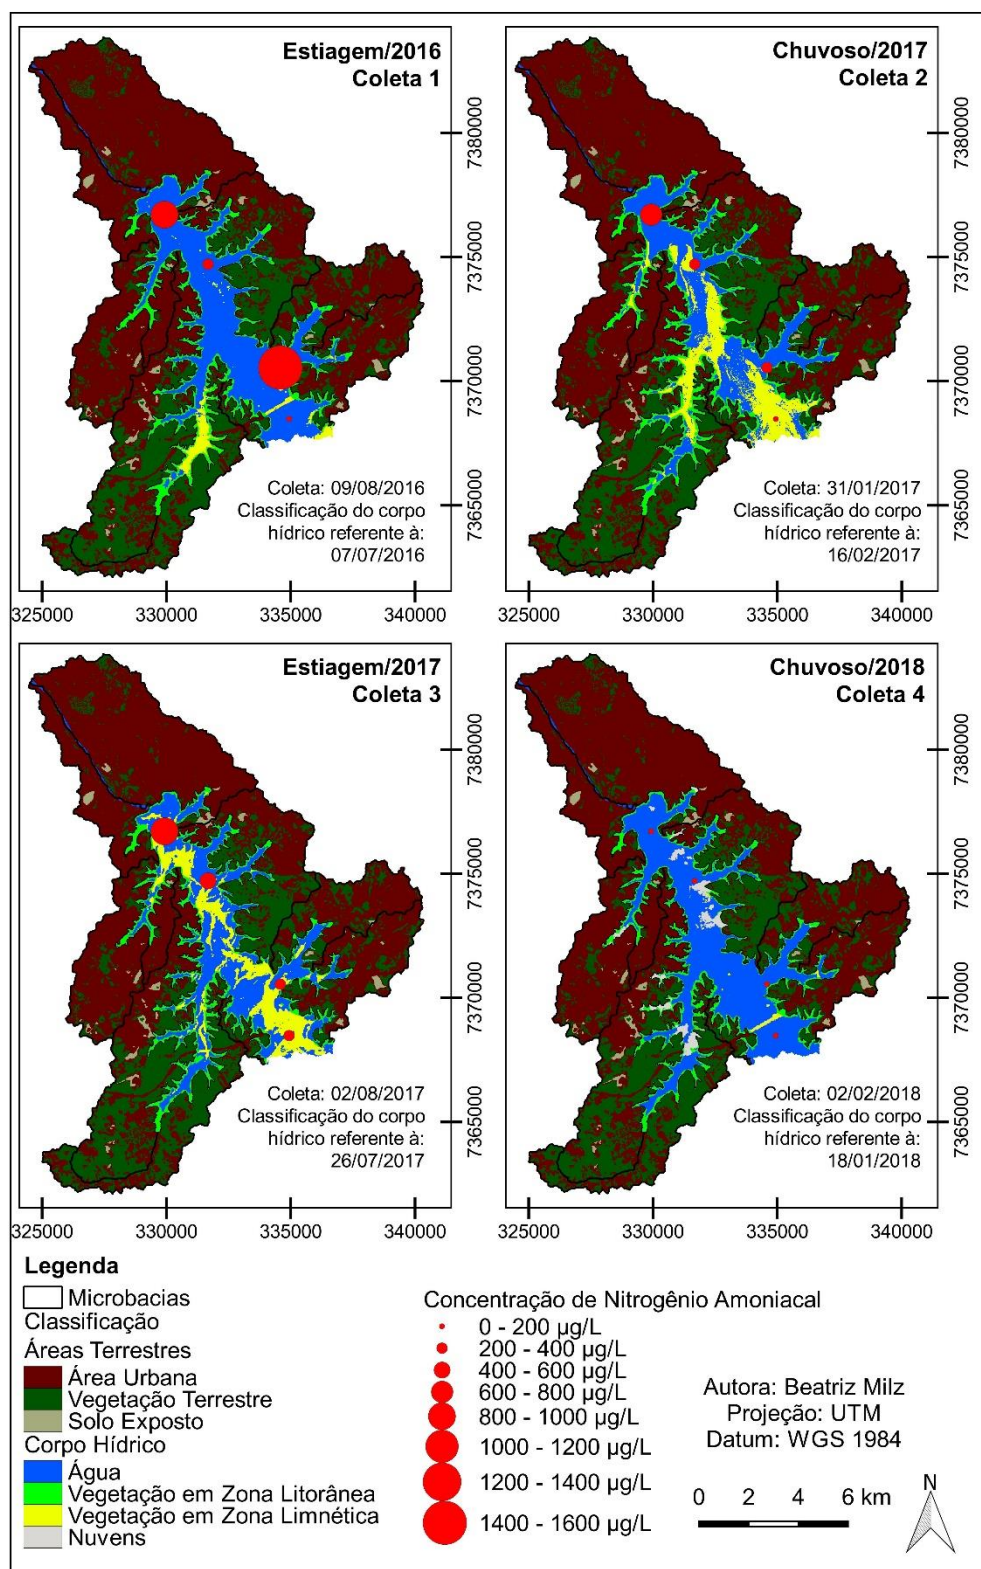 Estiagem/2016
Coleta 1
7380000
7375000
7370000
7365000
Coleta: 09/08/2016
Classificação do corpo
hídrico referente à:
07/07/2016
325000 330000 335000 340000
Chuvoso/2017
Coleta 2
7380000
7375000
7370000
7365000
Coleta: 31/01/2017
Classificação do corpo
hídrico referente à:
16/02/2017
325000 330000 335000 340000
Estiagem/2017
Coleta 3
7380000
7375000
7370000
7365000
Coleta: 02/08/2017
Classificação do corpo
hídrico referente à:
26/07/2017
325000 330000 335000 340000
Chuvoso/2018
Coleta 4
7380000
7375000
7370000
7365000
Coleta: 02/02/2018
Classificação do corpo
hídrico referente à:
18/01/2018
325000 330000 335000 340000
Legenda
Microbacias
Classificação
Áreas Terrestres
Área Urbana
Vegetação Terrestre
Solo Exposto
Corpo Hídrico
Água
Vegetação em Zona Litorânea
Vegetação em Zona Limnética
Nuvens
Concentração de Nitrogênio Amoniacal
0 - 200 µg/L
200 - 400 µg/L
400 - 600 µg/L
600 - 800 µg/L
800 - 1000 µg/L
1000 - 1200 µg/L
1200 - 1400 µg/L
1400 - 1600 µg/L
Autora: Beatriz Milz
Projeção: UTM
Datum: WGS 1984
0 2 4 6 km
N